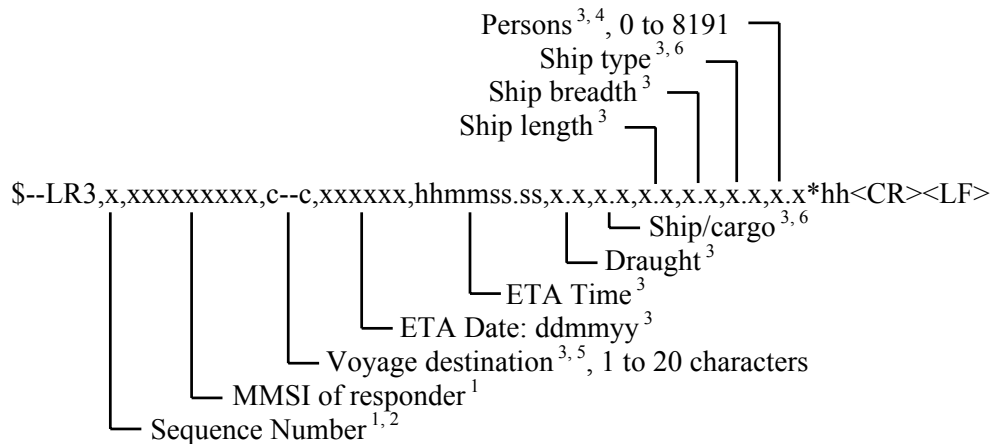 Persons 3, 4, 0 to 8191
Ship type 3, 6
Ship breadth 3
Ship length 3
$--LR3,x,xxxxxxxxx,c--c,xxxxxx,hhmmss.ss,x.x,x.x,x.x,x.x,x.x,x.x*hh<CR><LF>
Ship/cargo 3, 6
Draught 3
ETA Time 3
ETA Date: ddmmyy 3
Voyage destination 3, 5, 1 to 20 characters
MMSI of responder 1
Sequence Number 1, 2